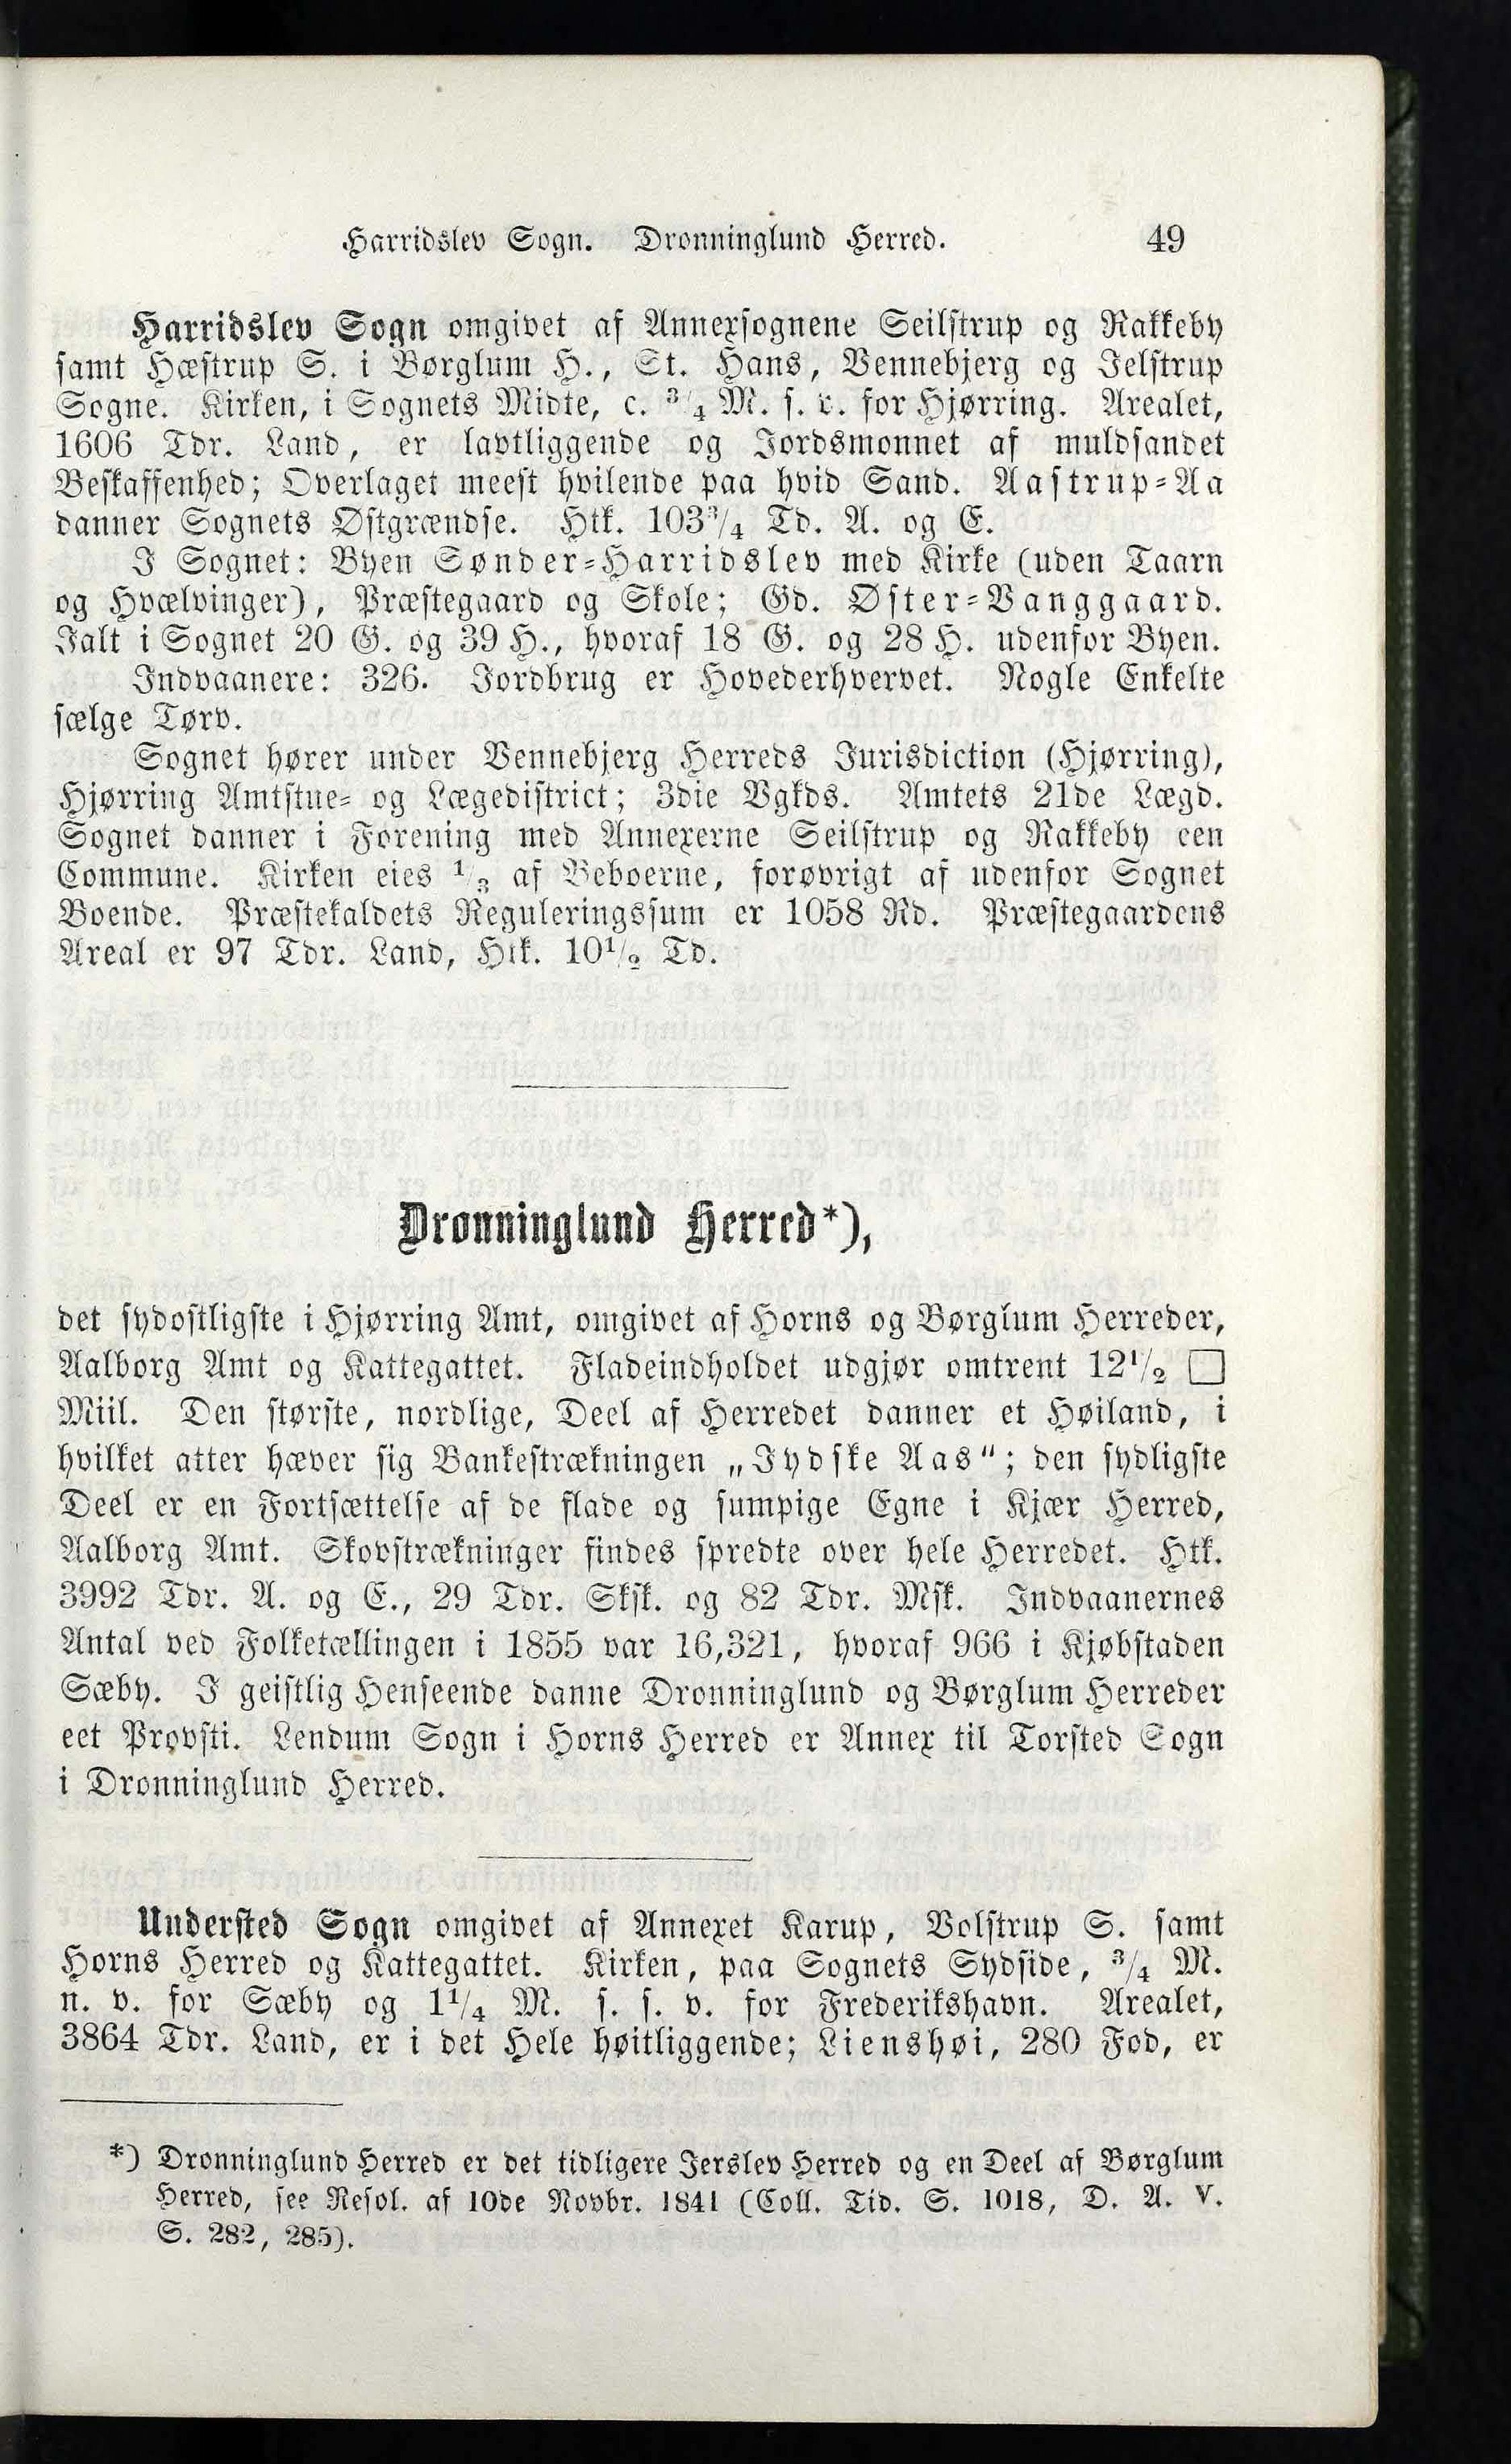 Harridslev Sogn. Dronninglund Herred. 49
Harridslev Sogn omgivet af Annexsognene Seilstrup og Rakkeby
samt Hæstrup S. i Børglum H., St. Hans, Vennebjerg og Jelstrup
Sogne. Kirken, i Sognets Midte, c. 3/4 M. s. v. for Hjørring. Arealet,
1606 Tdr. Land, er lavtliggende og Jordsmonnet af muldsandet
Beskaffenhed; Overlaget meest hvilende paa hvid Sand. Aastrup-Aa
danner Sognets Østgrændse. Htk. 103 3/4 Td. A. og E.
I Sognet: Byen Sønder-Harridslev med Kirke (uden Taarn
og Hvælvinger), Præstegaard og Skole; Gd. Øster-Vanggaard.
Ialt i Sognet 20 G. og 39 H., hvoraf 18 G. og 28 H. udenfor Byen.
Indvaanere: 326. Jordbrug er Hovederhvervet. Nogle Enkelte
sælge Tørv.
Sognet hører under Vennebjerg Herreds Jurisdiction (Hjørring),
Hjørring Amtstue- og Lægedistrict; 3die Vgkds. Amtets 21de Lægd.
Sognet danner i Forening med Annexerne Seilstrup og Rakkeby een
Commune. Kirken eies 1/3 af Beboerne, forøvrigt af udenfor Sognet
Boende. Præstekaldets Reguleringssum er 1058 Rd. Præstegaardens
Areal er 97 Tdr. Land, Htk. 10 1/2 Td.
Dronninglund Herred*),
det sydostligste i Hjørring Amt, omgivet af Horns og Børglum Herreder,
Aalborg Amt og Kattegattet. Fladeindholdet udgjør omtrent 12 1/2 □
Miil. Den største, nordlige, Deel af Herredet danner et Høiland, i
hvilket atter hæver sig Bankestrækningen „Jydske Aas"; den sydligste
Deel er en Fortsættelse af de flade og sumpige Egne i Kjær Herred,
Aalborg Amt. Skovstrækninger findes spredte over hele Herredet. Htk.
3992 Tdr. A. og E., 29 Tdr. Sksk. og 82 Tdr. Msk. Indvaanernes
Antal ved Folketællingen i 1855 var 16,321, hvoraf 966 i Kjøbstaden
Sæby. I geistlig Henseende danne Dronninglund og Børglum Herreder
eet Provsti. Lendum Sogn i Horns Herred er Annex til Torsted Sogn
i Dronninglund Herred.
Understed Sogn omgivet af Annexet Karup, Volstrup S. samt
Horns Herred og Kattegattet. Kirken, paa Sognets Sydside, 3/4 M.
n. v. for Sæby og 1 1/4 M. s. s. v. for Frederikshavn. Arealet,
3864 Tdr. Land, er i det Hele høitliggende; Lienshøi, 280 Fod, er
*) Dronninglund Herred er det tidligere Jerslev Herred og en Deel af Børglum
Herred, see Resol. af 10de Novbr. 1841 (Coll. Tid. S. 1018, D. A. V.
S. 282, 285).